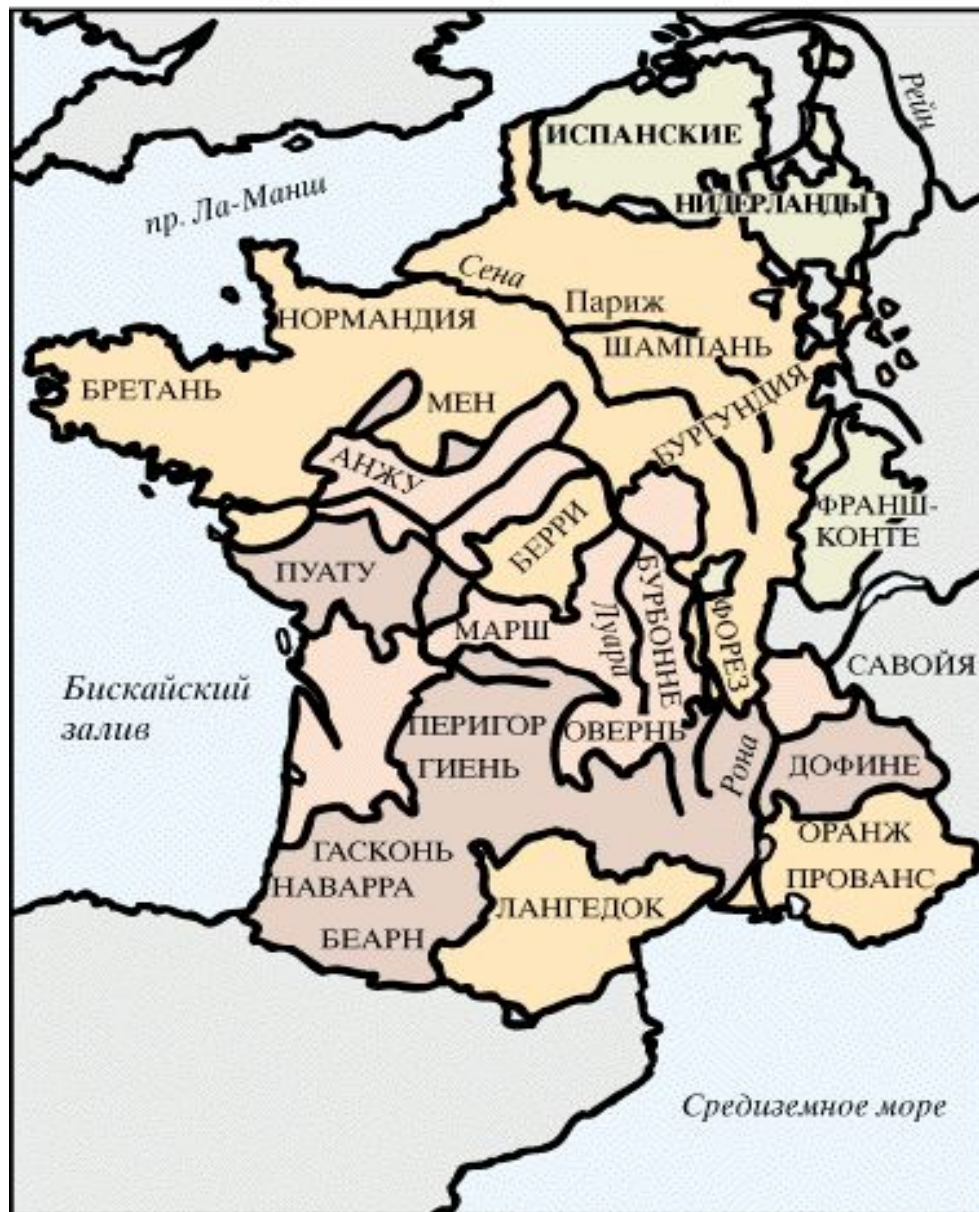 Рейн
ИСПАНСКИЕ
НИДЕРЛАНДЫ
пр. Ла-Манш
Сена
Париж
НОРМАНДИЯ
ШАМПАНЬ
БРЕТАНЬ
МЕН
БУРГУНДИЯ
АНЖУ
ФРАНШ-
КОНТЕ
БЕРРИ
ПУАТУ
БУРБОННЕ
ФОРЕЗ
МАРШ
Луара
САВОЙЯ
Бискайский
залив
ПЕРИГОР
ОВЕРНЬ
Рона
ГИЕНЬ
ДОФИНЕ
ОРАНЖ
ГАСКОНЬ
НАВАРРА
ПРОВАНС
ЛАНГЕДОК
БЕАРН
Средиземное море